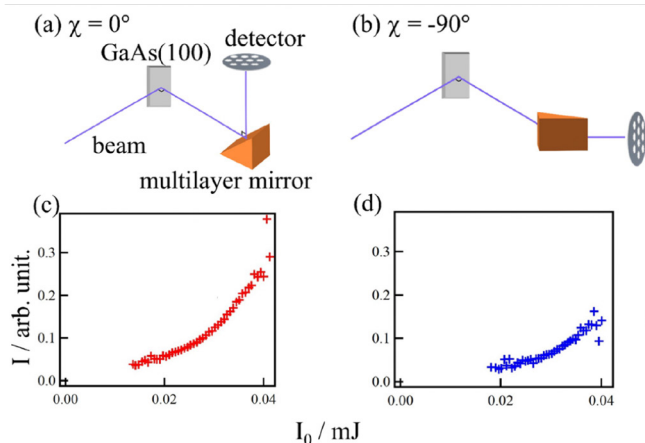 (a) χ = 0°
GaAs(100)
detector
beam
multilayer mirror
(b) χ = -90°
(c)
(d)
I / arb. unit.
0.3
0.2
0.1
0.0
0.00
0.02
0.04
0.3
0.2
0.1
0.0
0.00
0.02
0.04
I₀ / mJ